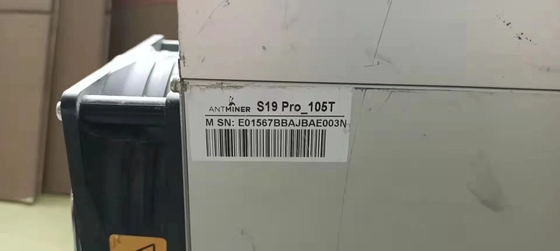 ANTMINER S19 Pro_105T
M SN: E01567BBAJBAE003N